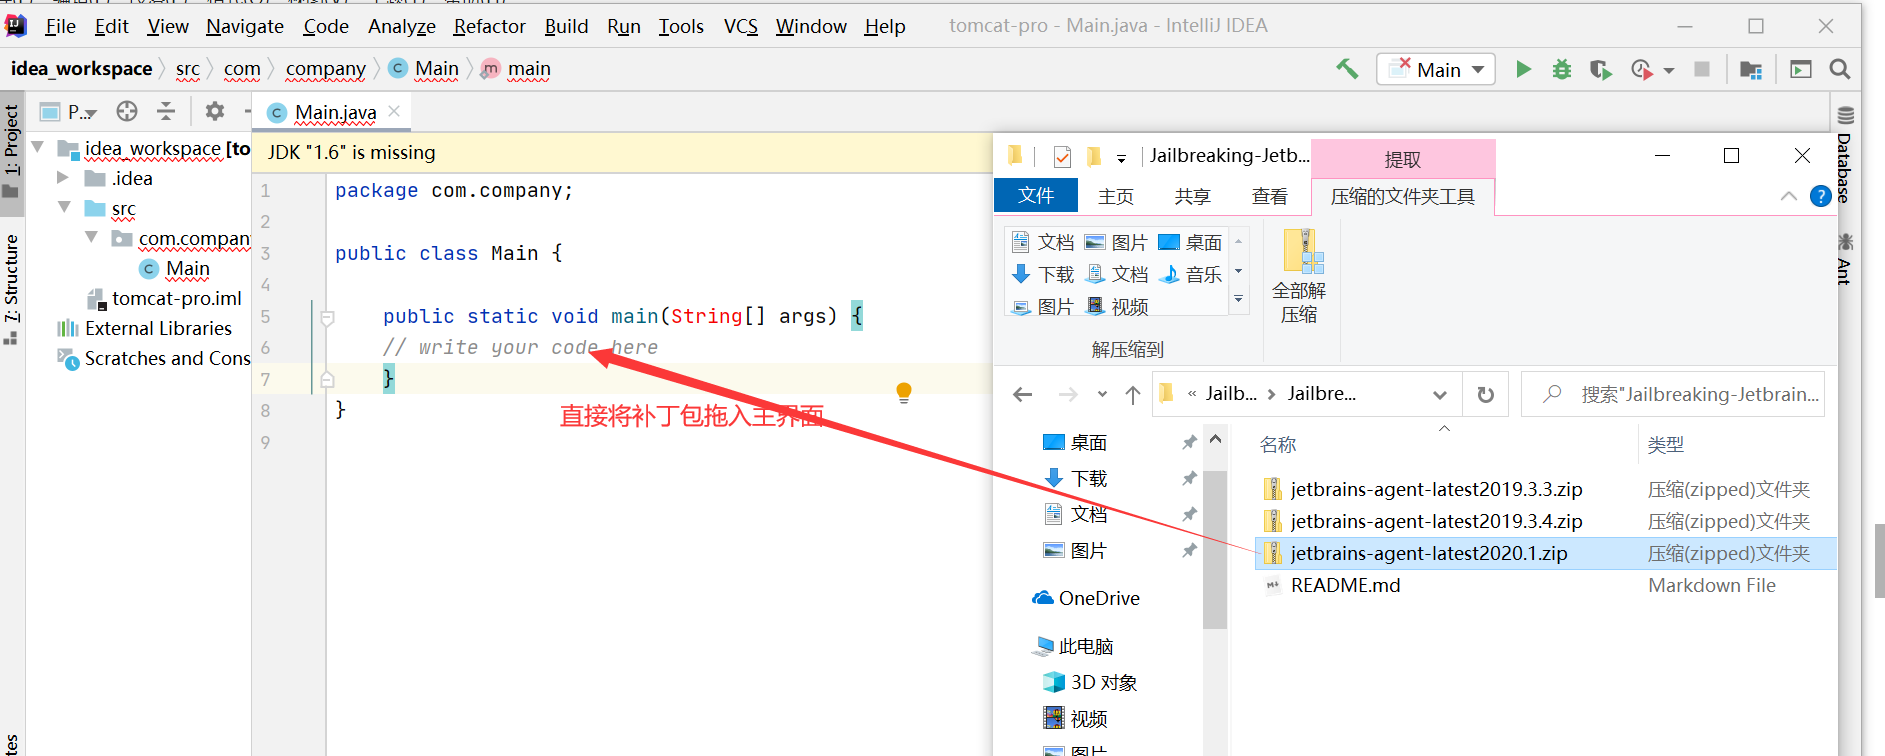 File Edit View Navigate Code Analyze Refactor Build Run Tools VCS Window Help tomcat-pro - Main.java - IntelliJ IDEA
idea_workspace src com company Main main
Main
1: Project
P...
Main.java
idea_workspace [to
.idea
src
com.company
Main
tomcat-pro.iml
External Libraries
Scratches and Cons
7: Structure
JDK "1.6" is missing
1 package com.company;
2
3 public class Main {
4
5 public static void main(String[] args) {
6 // write your code here
7 }
8 }
9
直接将补丁包拖入主界面
Database
Ant
Jailbreaking-Jetb...
提取
文件 主页 共享 查看 压缩的文件夹工具
文档 图片 桌面
下载 文档 音乐
图片 视频
全部解
压缩
解压缩到
« Jailb... Jailbre...
搜索"Jailbreaking-Jetbrain...
桌面
下载
文档
图片
OneDrive
此电脑
3D 对象
视频
图片
名称 类型
jetbrains-agent-latest2019.3.3.zip 压缩(zipped)文件夹
jetbrains-agent-latest2019.3.4.zip 压缩(zipped)文件夹
jetbrains-agent-latest2020.1.zip 压缩(zipped)文件夹
README.md Markdown File